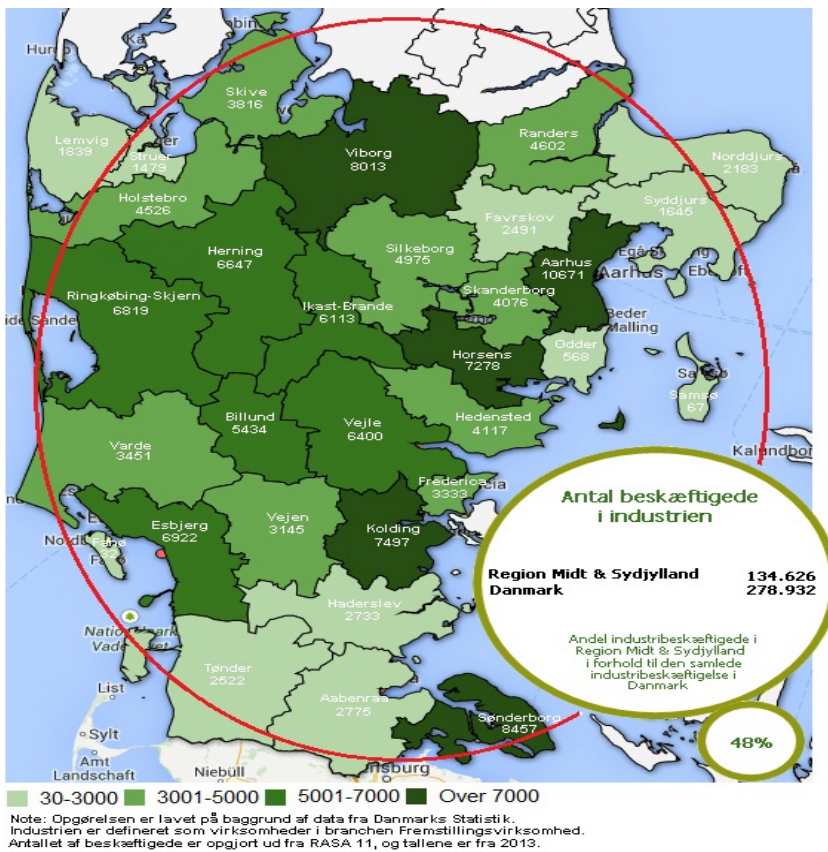 Skive
3816
Lemvig
1839
Struer
1479
Viborg
8013
Randers
4602
Norddjurs
2183
Holstebro
4526
Favrskov
2491
Syddjurs
1645
Herning
6647
Silkeborg
4975
Aarhus
10671
Aarhus
Skanderborg
4076
Ringkøbing-Skjern
6819
Ikast-Brande
6113
Beder
Malling
Odder
568
Horsens
7278
Samsø
67
Billund
5434
Vejle
6400
Hedensted
4117
Varde
3451
Kalundbor
Fredericia
3333
Esbjerg
6922
Vejen
3145
Kolding
7497
Fanø
32
Haderslev
2733
Tønder
2522
Aabenraa
2775
Sønderborg
8457
List
Sylt
Amt
Landschaft
Niebüll
Antal beskæftigede
i industrien
Region Midt & Sydjylland 134.626
Danmark 278.932
Andel industribeskæftigede i
Region Midt & Sydjylland
i forhold til den samlede
industribeskæftigelse i
Danmark
48%
30-3000 3001-5000 5001-7000 Over 7000
Note: Opgørelsen er lavet på baggrund af data fra Danmarks Statistik.
Industrien er defineret som virksomheder i branchen Fremstillingsvirksomhed.
Antallet af beskæftigede er opgjort ud fra RASA 11, og tallene er fra 2013.